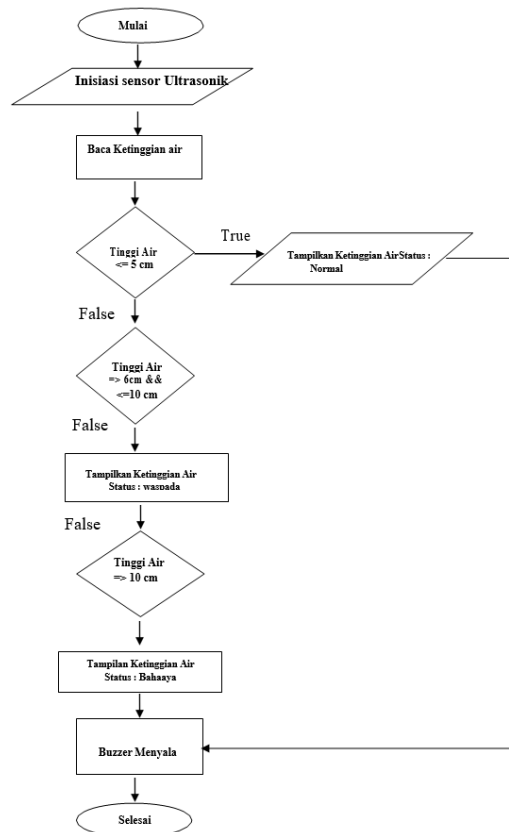 Mulai
Inisiasi sensor Ultrasonik
Baca Ketinggian air
Tinggi Air
<= 5 cm
True
Tampilkan Ketinggian AirStatus :
Normal
False
Tinggi Air
=> 6cm &&
<=10 cm
False
Tampilkan Ketinggian Air
Status : waspada
False
Tinggi Air
=> 10 cm
Tampilan Ketinggian Air
Status : Bahaaya
Buzzer Menyala
Selesai